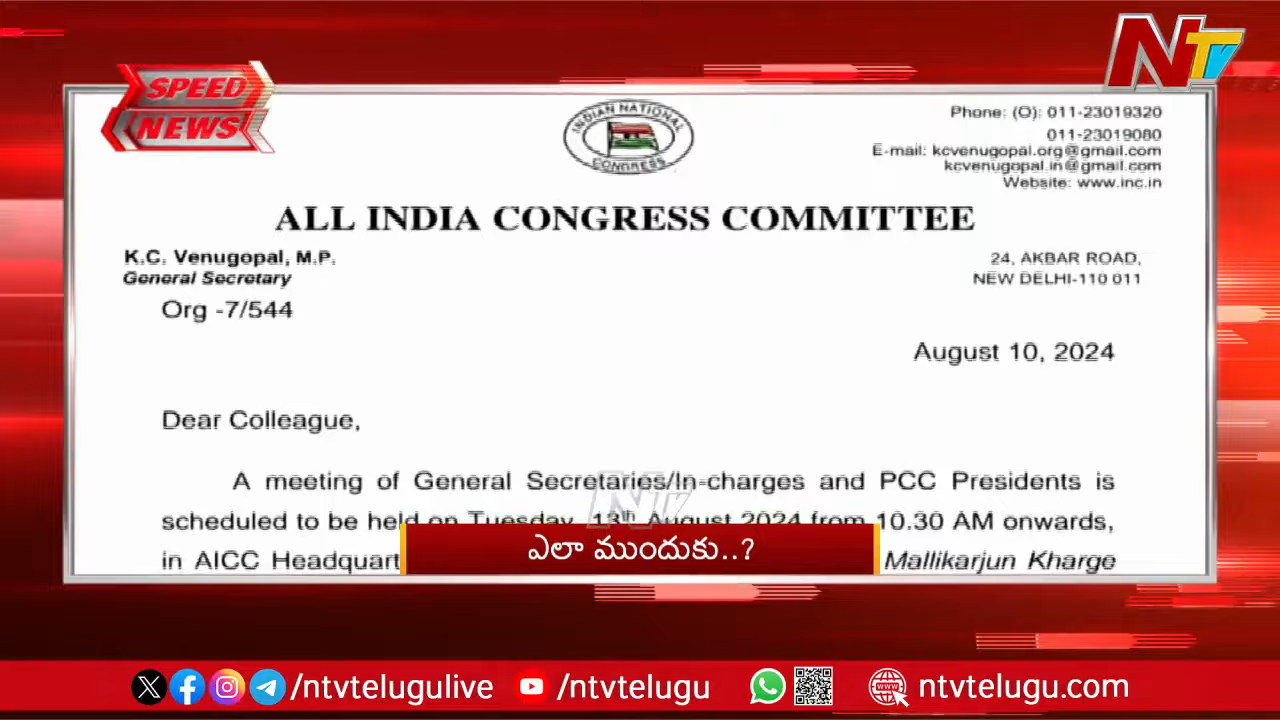 NTV
SPEED
NEWS
INDIAN NATIONAL
CONGRESS
Phone: (O): 011-23019320
011-23019080
E-mail: kcvenugopal.org@gmail.com
kcvenugopal.in@gmail.com
Website: www.inc.in
ALL INDIA CONGRESS COMMITTEE
K.C. Venugopal, M.P.
General Secretary
24, AKBAR ROAD,
NEW DELHI-110 011
Org -7/544
August 10, 2024
Dear Colleague,
A meeting of General Secretaries/In-charges and PCC Presidents is
NTV
scheduled to be held on Tuesday, 13th August 2024 from 10.30 AM onwards,
in AICC Headquart Mallikarjun Kharge
ఎలా ముందుకు..?
/ntvtelugulive /ntvtelugu WWW ntvtelugu.com